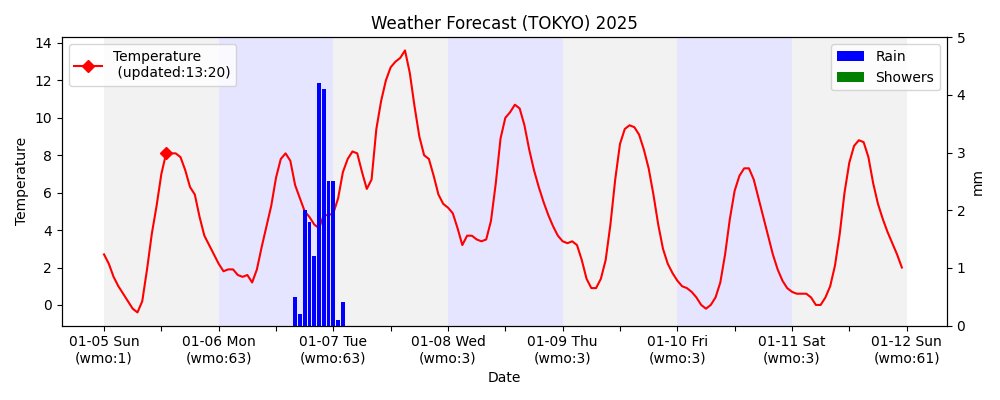 Weather Forecast (TOKYO) 2025
Temperature
(updated:13:20)
Rain
Showers
Temperature
14
12
10
8
6
4
2
0
5
4
3
2
1
0
mm
01-05 Sun
(wmo:1)
01-06 Mon
(wmo:63)
01-07 Tue
(wmo:63)
01-08 Wed
(wmo:3)
01-09 Thu
(wmo:3)
01-10 Fri
(wmo:3)
01-11 Sat
(wmo:3)
01-12 Sun
(wmo:61)
Date